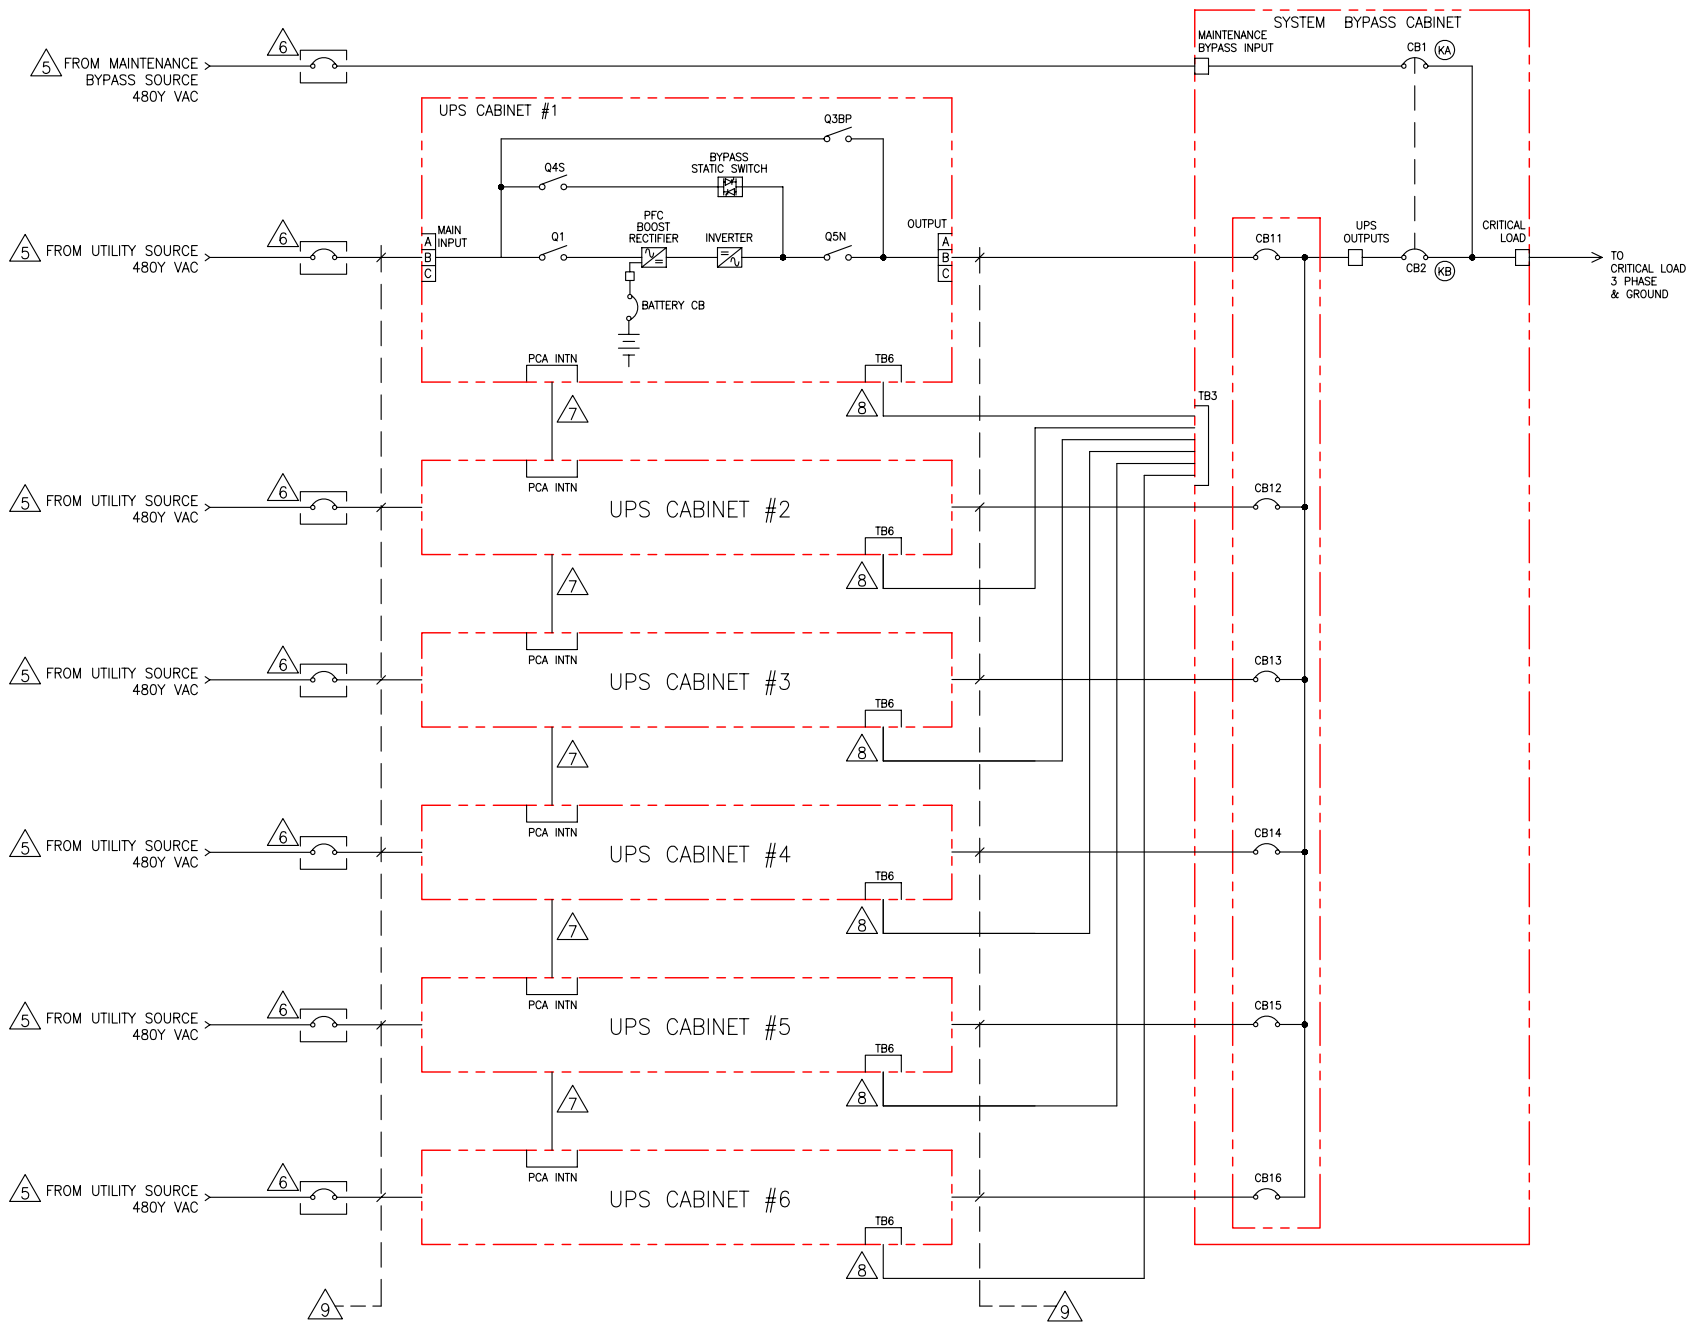 SYSTEM BYPASS CABINET
6
5
FROM MAINTENANCE
BYPASS SOURCE
480Y VAC
MAINTENANCE
BYPASS INPUT
CB1
KA
UPS CABINET #1
Q3BP
Q4S
BYPASS
STATIC SWITCH
6
5
FROM UTILITY SOURCE
480Y VAC
MAIN
INPUT
A
B
C
Q1
PFC
BOOST
RECTIFIER
INVERTER
Q5N
OUTPUT
A
B
C
BATTERY CB
CB11
UPS
OUTPUTS
CB2
KB
CRITICAL
LOAD
TO
CRITICAL LOAD
3 PHASE
& GROUND
PCA INTN
TB6
7
8
TB3
6
5
FROM UTILITY SOURCE
480Y VAC
PCA INTN
UPS CABINET #2
TB6
CB12
7
8
6
5
FROM UTILITY SOURCE
480Y VAC
PCA INTN
UPS CABINET #3
TB6
CB13
7
8
6
5
FROM UTILITY SOURCE
480Y VAC
PCA INTN
UPS CABINET #4
TB6
CB14
7
8
6
5
FROM UTILITY SOURCE
480Y VAC
PCA INTN
UPS CABINET #5
TB6
CB15
7
8
6
5
FROM UTILITY SOURCE
480Y VAC
PCA INTN
UPS CABINET #6
TB6
CB16
8
9
9